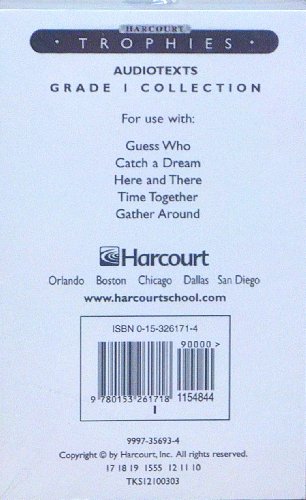 HARCOURT
• TROPHIES •
AUDIOTEXTS
GRADE 1 COLLECTION
For use with:
Guess Who
Catch a Dream
Here and There
Time Together
Gather Around
Harcourt
Orlando Boston Chicago Dallas San Diego
www.harcourtschool.com
ISBN 0-15-326171-4
90000>
9 780153 261718 1154844
1
9997-35693-4
Copyright © by Harcourt, Inc. All rights reserved.
17 18 19 1555 12 11 10
TKS12100303